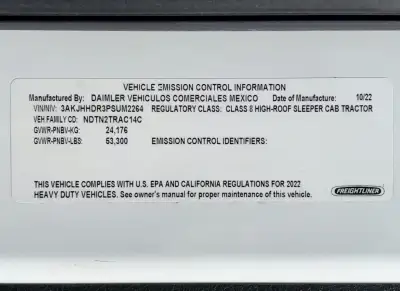 VEHICLE EMISSION CONTROL INFORMATION
Manufactured By: DAIMLER VEHICULOS COMERCIALES MEXICO Date of Manufacture: 10/22
VIN/NIV: 3AKJHHDR3PSUM2264 REGULATORY CLASS: CLASS 8 HIGH-ROOF SLEEPER CAB TRACTOR
VEH FAMILY CD: NDTN2TRAC14C
GVWR-PNBV-KG: 24,176
GVWR-PNBV-LBS: 53,300 EMISSION CONTROL IDENTIFIERS:
THIS VEHICLE COMPLIES WITH U.S. EPA AND CALIFORNIA REGULATIONS FOR 2022
HEAVY DUTY VEHICLES. See owner's manual for proper maintenance of this vehicle.
FREIGHTLINER